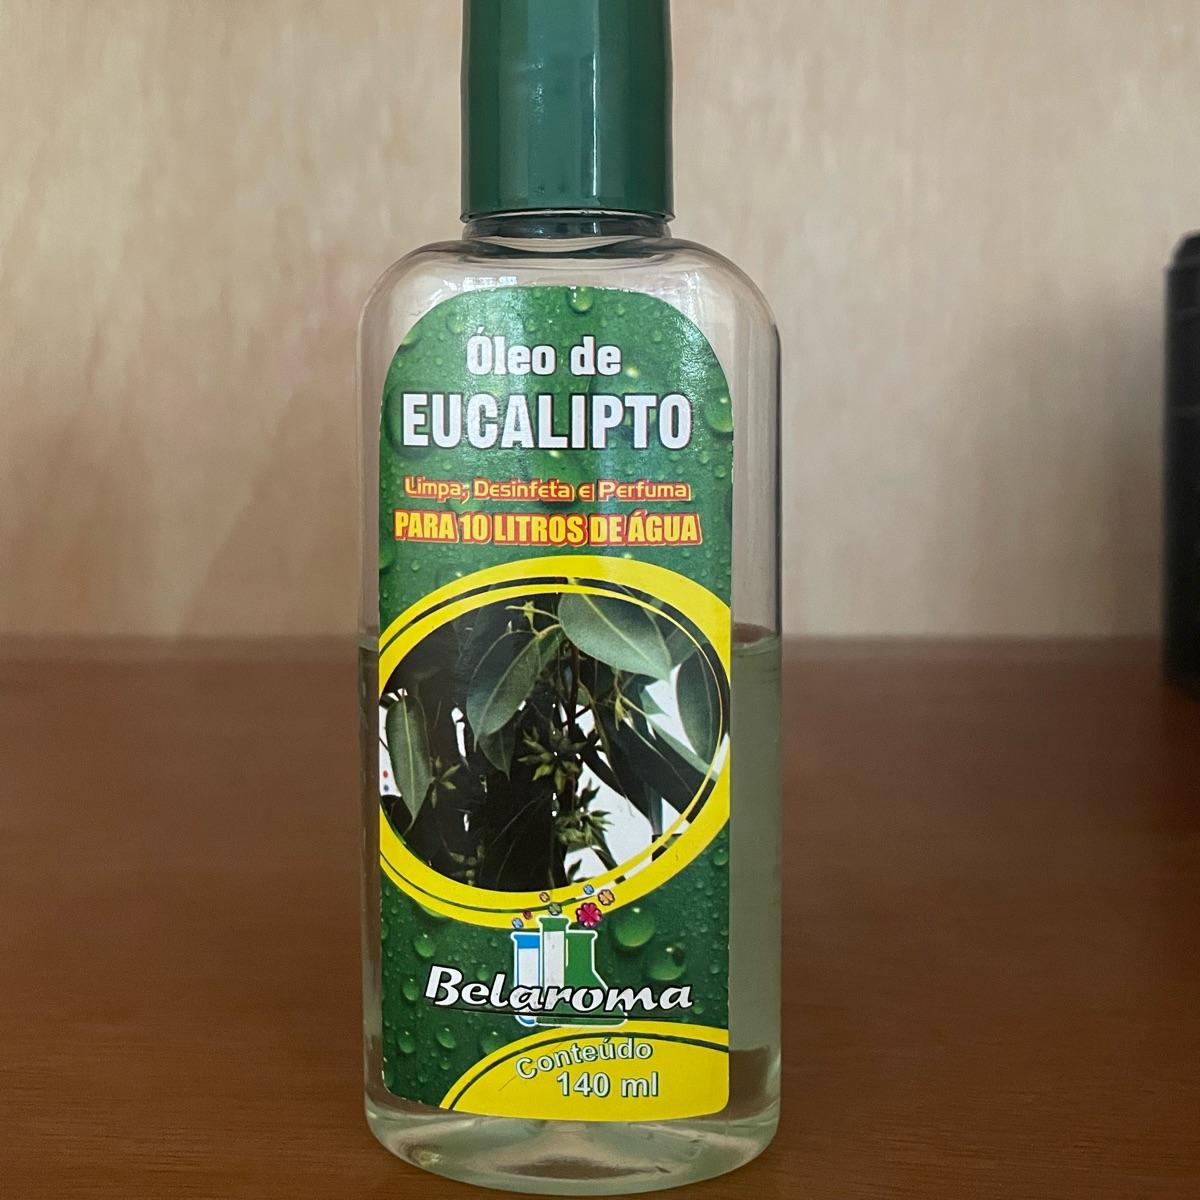 Óleo de
EUCALIPTO
Limpa, Desinfeta e Perfuma
PARA 10 LITROS DE ÁGUA
Belaroma
Conteúdo
140 ml